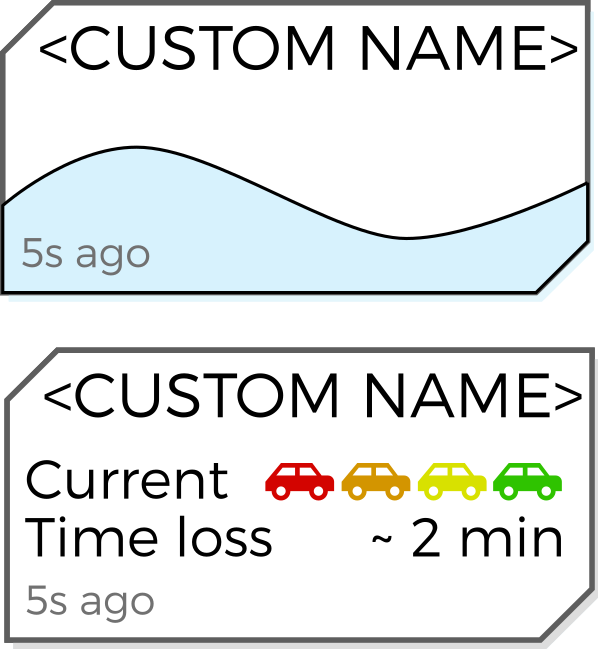 <CUSTOM NAME>
5s ago
<CUSTOM NAME>
Current
Time loss ~ 2 min
5s ago